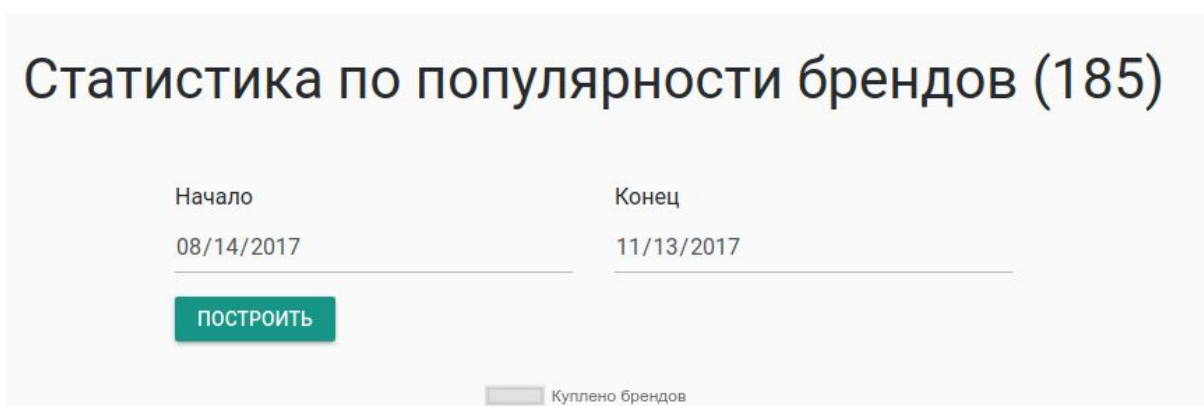 Статистика по популярности брендов (185)
Начало Конец
08/14/2017 11/13/2017
ПОСТРОИТЬ
Куплено брендов